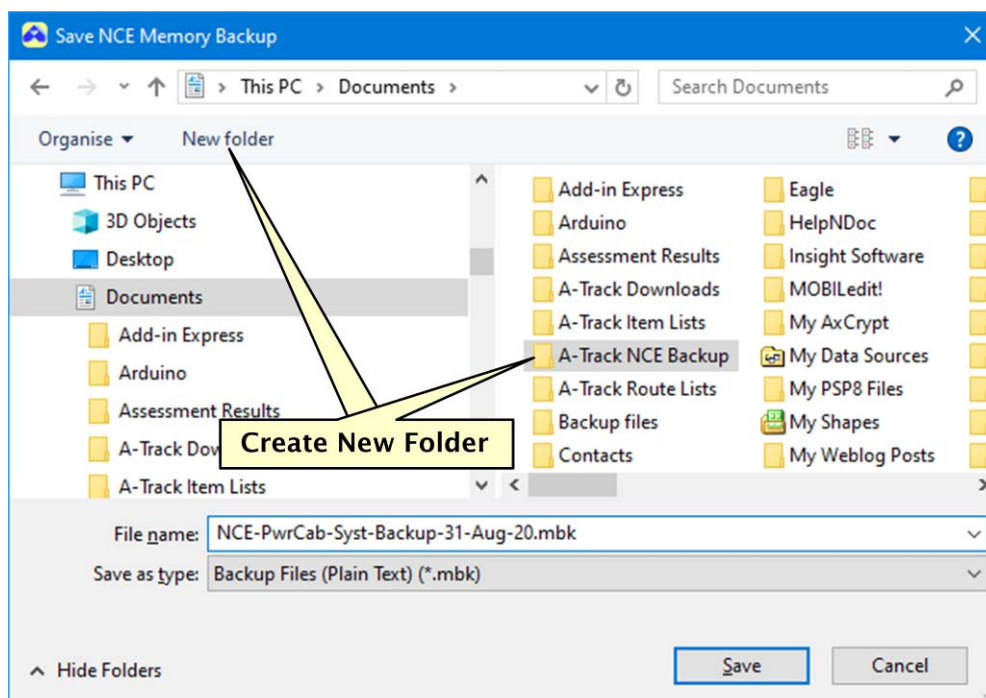 Save NCE Memory Backup
This PC > Documents >
Search Documents
Organise
New folder
This PC
3D Objects
Desktop
Documents
Add-in Express
Arduino
Assessment Results
A-Track Dow
A-Track Item Lists
Add-in Express
Arduino
Assessment Results
A-Track Downloads
A-Track Item Lists
A-Track NCE Backup
A-Track Route Lists
Backup files
Contacts
Eagle
HelpNDoc
Insight Software
MOBILedit!
My AxCrypt
My Data Sources
My PSP8 Files
My Shapes
My Weblog Posts
Create New Folder
File name: NCE-PwrCab-Syst-Backup-31-Aug-20.mbk
Save as type: Backup Files (Plain Text) (*.mbk)
Hide Folders
Save
Cancel